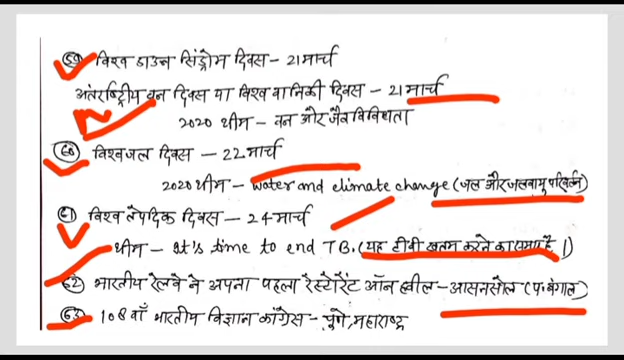 59 विश्व डाउन सिंड्रोम दिवस - 21 मार्च
अंतर्राष्ट्रीय वन दिवस या विश्व वानिकी दिवस - 21 मार्च
2020 थीम - वन और जैव विविधता
60 विश्व जल दिवस - 22 मार्च
2020 थीम - water and climate change (जल और जलवायु परिवर्तन)
61 विश्व तपेदिक दिवस - 24 मार्च
थीम - It's time to end TB. (यह टीबी खतम करने का समय है।)
62 भारतीय रेलवे ने अपना पहला रैस्टोरेंट ऑन व्हील - आसनसोल (प. बंगाल)
63 108 वाँ भारतीय विज्ञान कांग्रेस - पूणे, महाराष्ट्र